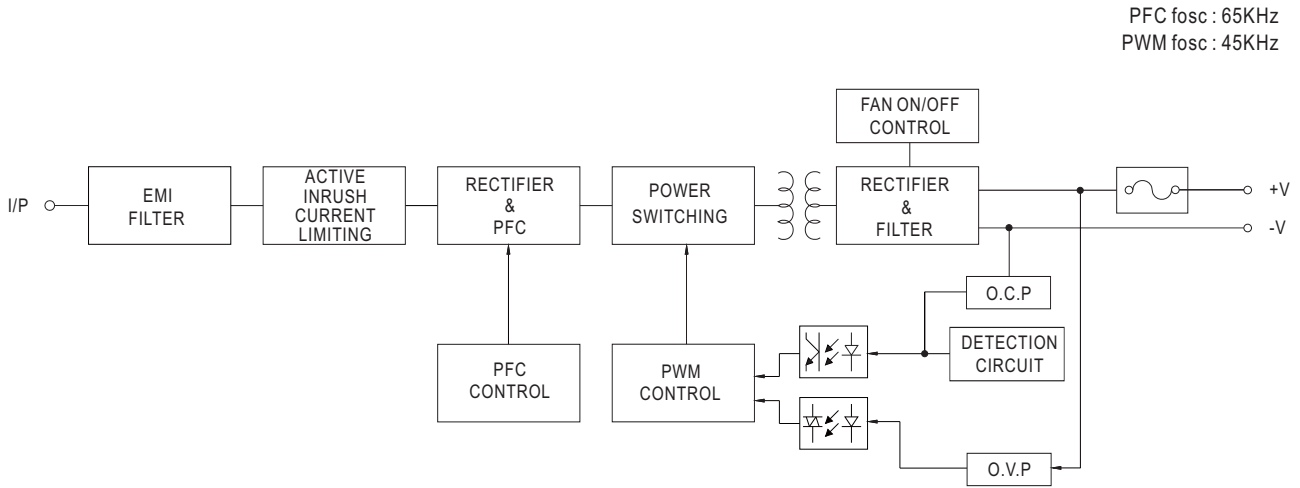 PFC fosc : 65KHz
PWM fosc : 45KHz
FAN ON/OFF
CONTROL
I/P
EMI
FILTER
ACTIVE
INRUSH
CURRENT
LIMITING
RECTIFIER
&
PFC
POWER
SWITCHING
RECTIFIER
&
FILTER
+V
-V
O.C.P
DETECTION
CIRCUIT
PFC
CONTROL
PWM
CONTROL
O.V.P